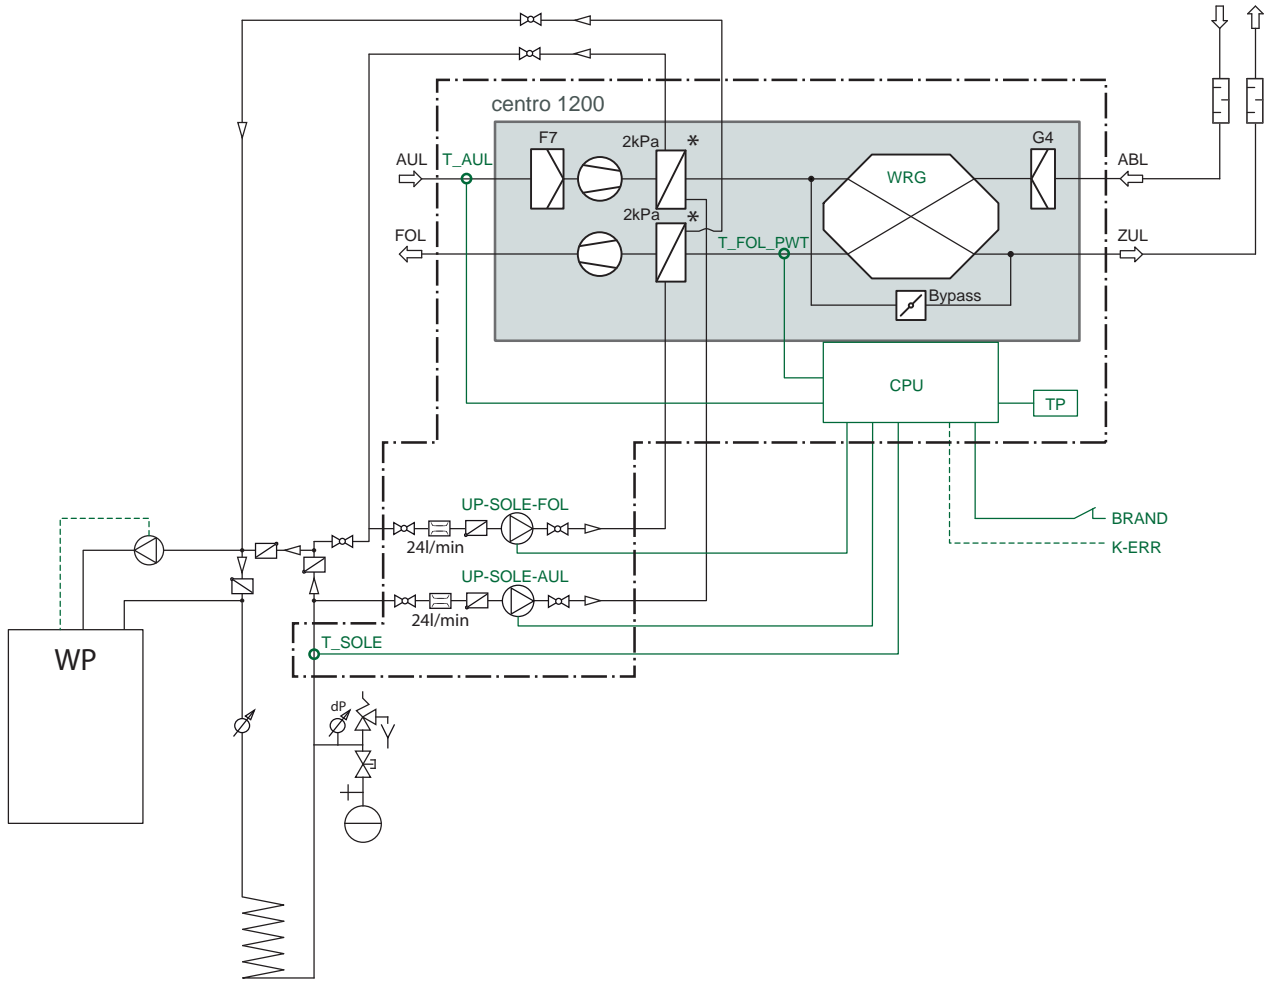 centro 1200
F7
2kPa
*
G4
AUL
T_AUL
WRG
ABL
2kPa
*
FOL
T_FOL_PWT
ZUL
Bypass
CPU
TP
UP-SOLE-FOL
BRAND
24l/min
K-ERR
UP-SOLE-AUL
24l/min
T_SOLE
WP
dP